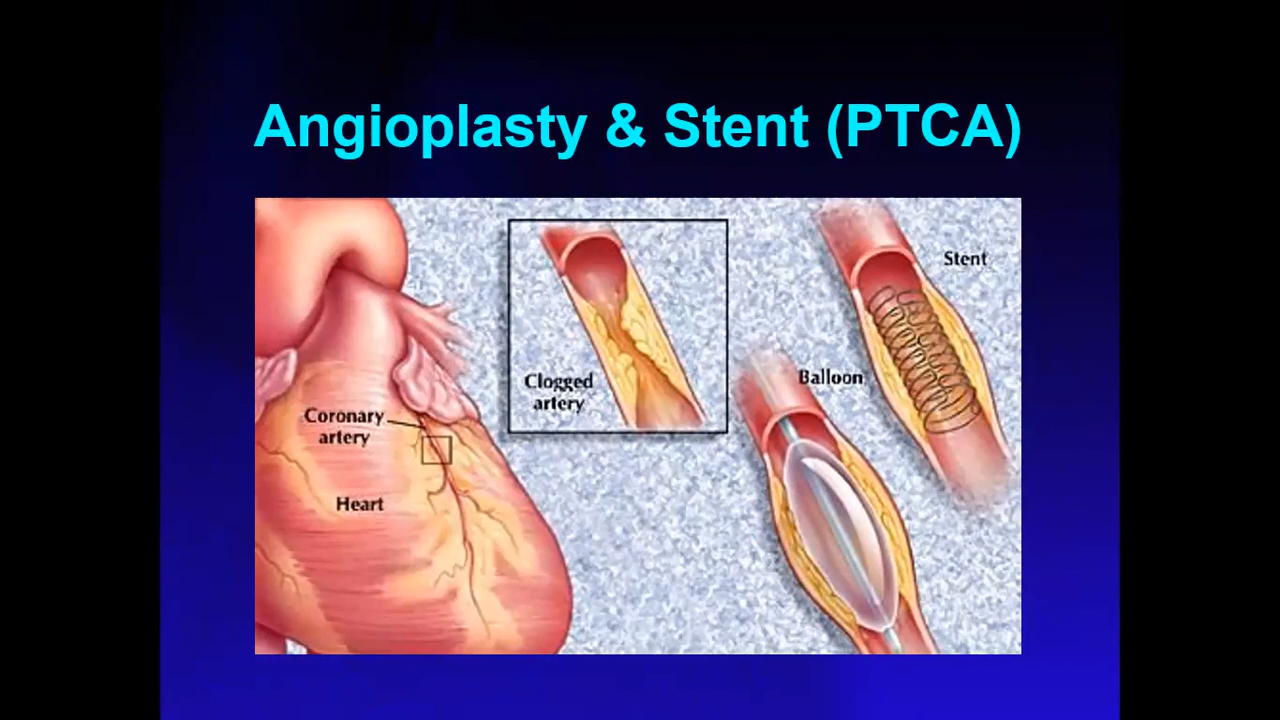 Angioplasty & Stent (PTCA)
Coronary
artery
Heart
Clogged
artery
Balloon
Stent